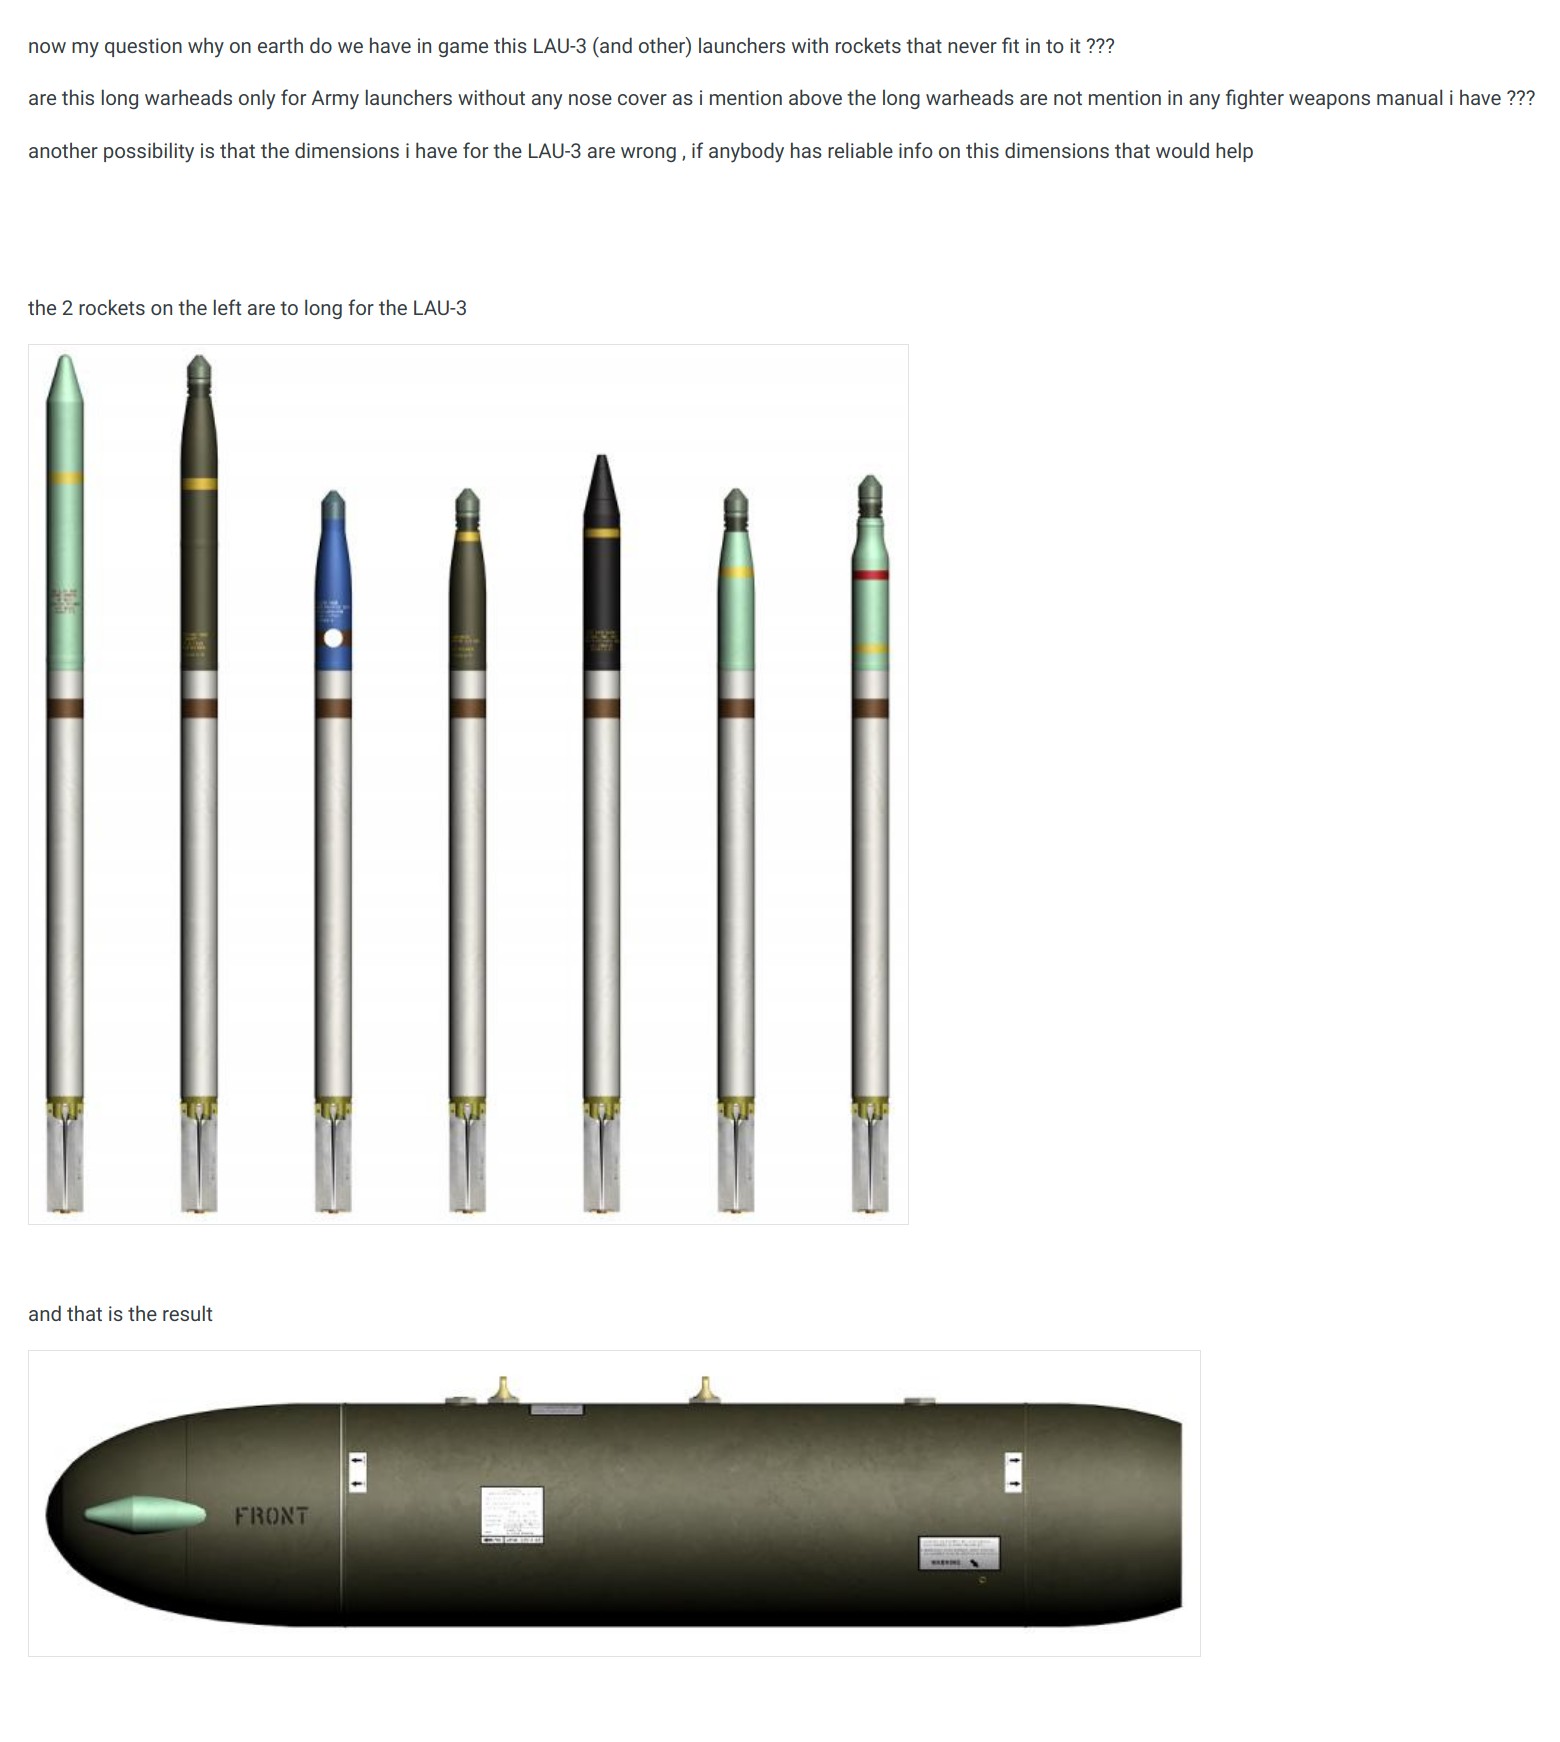 now my question why on earth do we have in game this LAU-3 (and other) launchers with rockets that never fit in to it ???
are this long warheads only for Army launchers without any nose cover as i mention above the long warheads are not mention in any fighter weapons manual i have ???
another possibility is that the dimensions i have for the LAU-3 are wrong , if anybody has reliable info on this dimensions that would help
the 2 rockets on the left are to long for the LAU-3
and that is the result
FRONT
WARNING